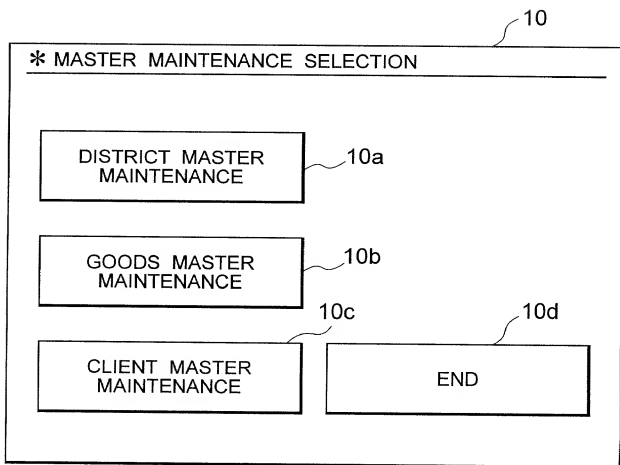 10
* MASTER MAINTENANCE SELECTION
DISTRICT MASTER
MAINTENANCE
10a
GOODS MASTER
MAINTENANCE
10b
10c
10d
CLIENT MASTER
MAINTENANCE
END